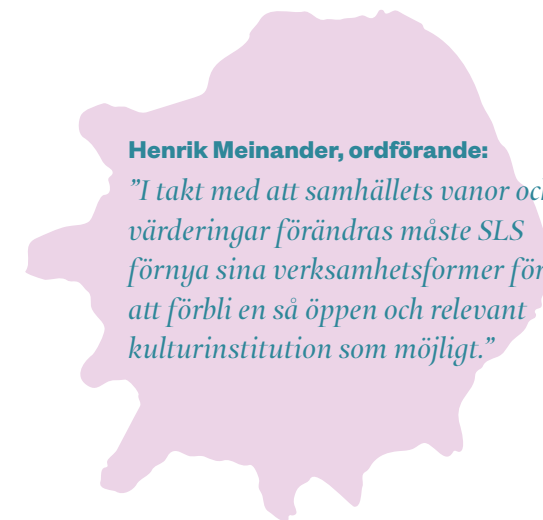 Henrik Meinander, ordförande:
”I takt med att samhällets vanor och
värderingar förändras måste SLS
förnya sina verksamhetsformer för
att förbli en så öppen och relevant
kulturinstitution som möjligt.”